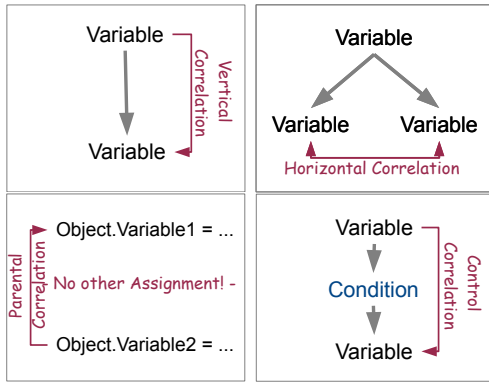 Variable
Vertical
Correlation
Variable
Variable
Variable
Variable
Horizontal Correlation
Object.Variable1 = ...
Parental
Correlation
- No other Assignment! -
Object.Variable2 = ...
Variable
Control
Correlation
Condition
Variable